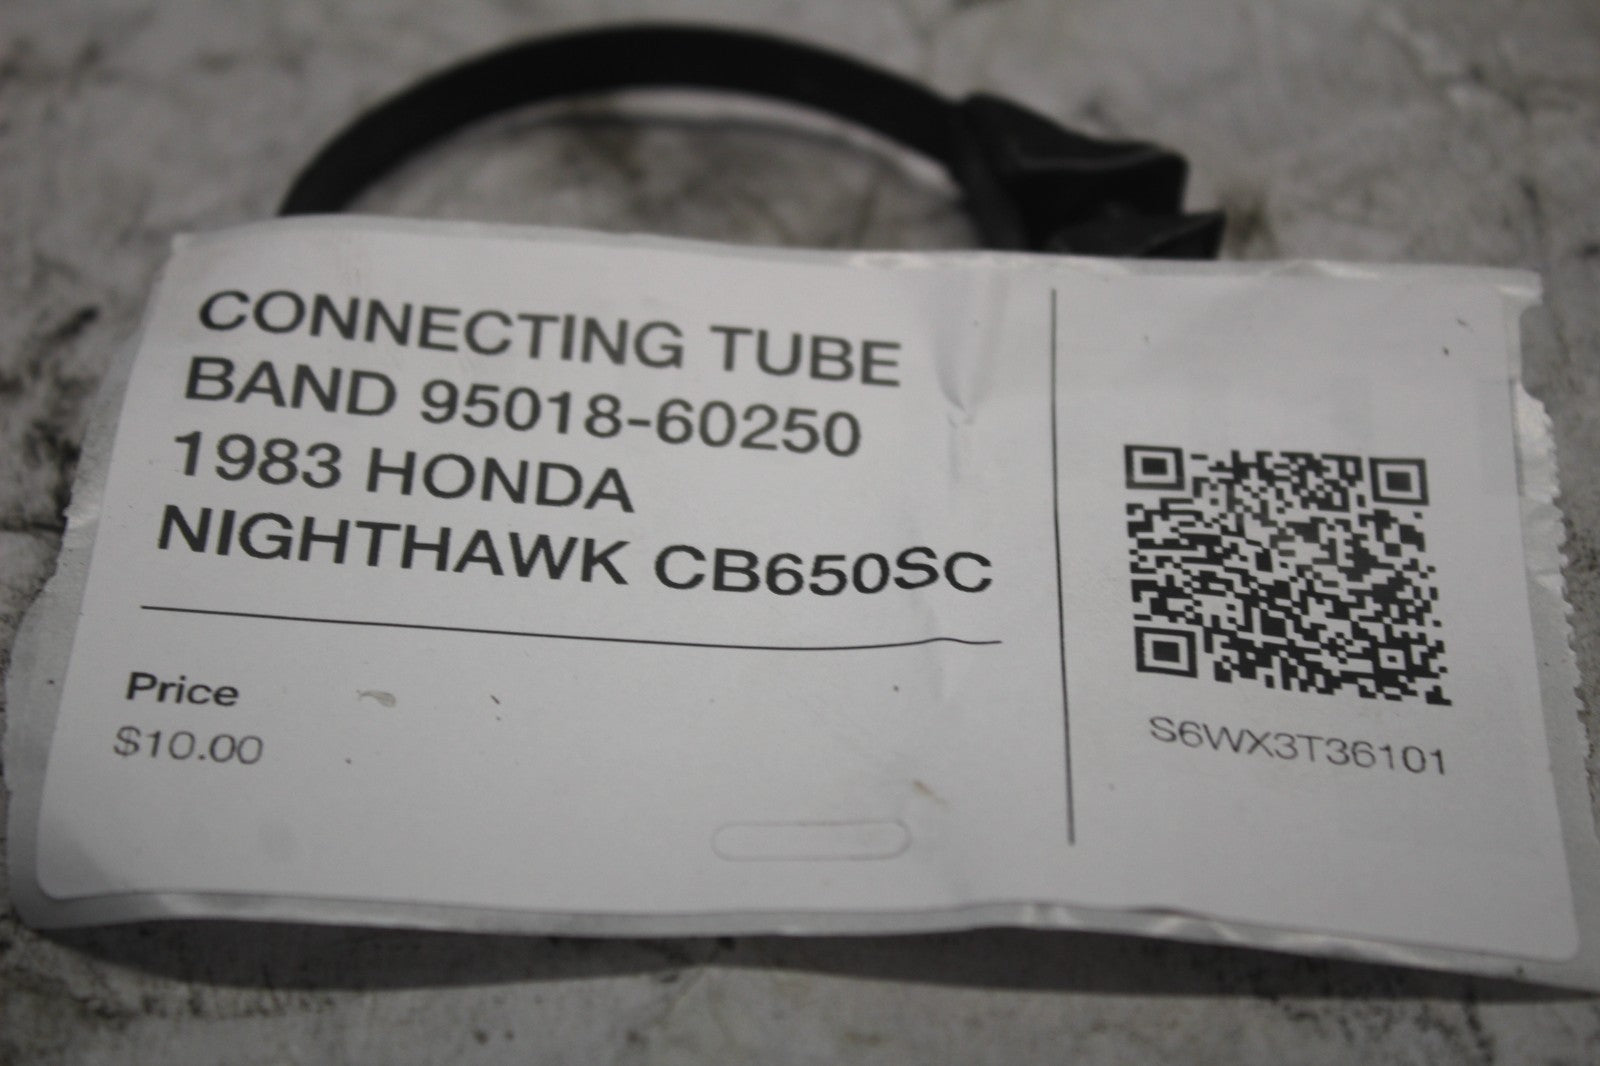 CONNECTING TUBE
BAND 95018-60250
1983 HONDA
NIGHTHAWK CB650SC
Price
$10.00
S6WX3T36101